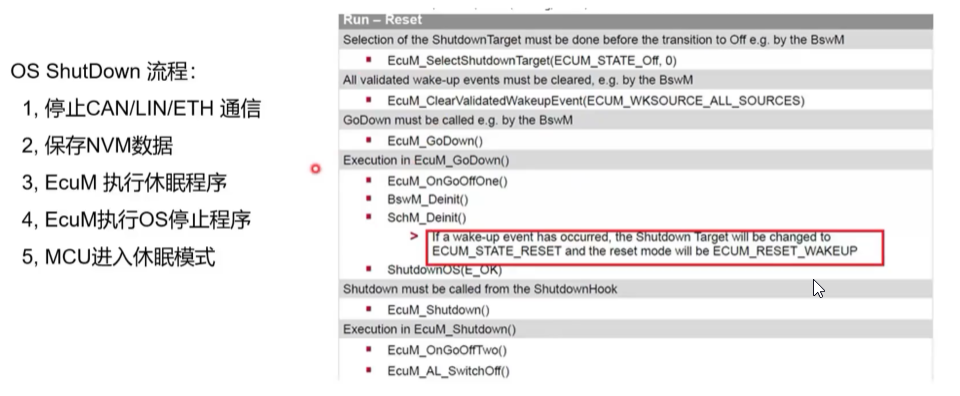 OS ShutDown 流程：
1, 停止CAN/LIN/ETH 通信
2, 保存NVM数据
3, EcuM 执行休眠程序
4, EcuM执行OS停止程序
5, MCU进入休眠模式
Run – Reset
Selection of the ShutdownTarget must be done before the transition to Off e.g. by the BswM
▪ EcuM_SelectShutdownTarget(ECUM_STATE_Off, 0)
All validated wake-up events must be cleared, e.g. by the BswM
▪ EcuM_ClearValidatedWakeupEvent(ECUM_WKSOURCE_ALL_SOURCES)
GoDown must be called e.g. by the BswM
▪ EcuM_GoDown()
Execution in EcuM_GoDown()
▪ EcuM_OnGoOffOne()
▪ BswM_Deinit()
▪ SchM_Deinit()
> If a wake-up event has occurred, the Shutdown Target will be changed to
ECUM_STATE_RESET and the reset mode will be ECUM_RESET_WAKEUP
▪ ShutdownOS(E_OK)
Shutdown must be called from the ShutdownHook
▪ EcuM_Shutdown()
Execution in EcuM_Shutdown()
▪ EcuM_OnGoOffTwo()
▪ EcuM_AL_SwitchOff()